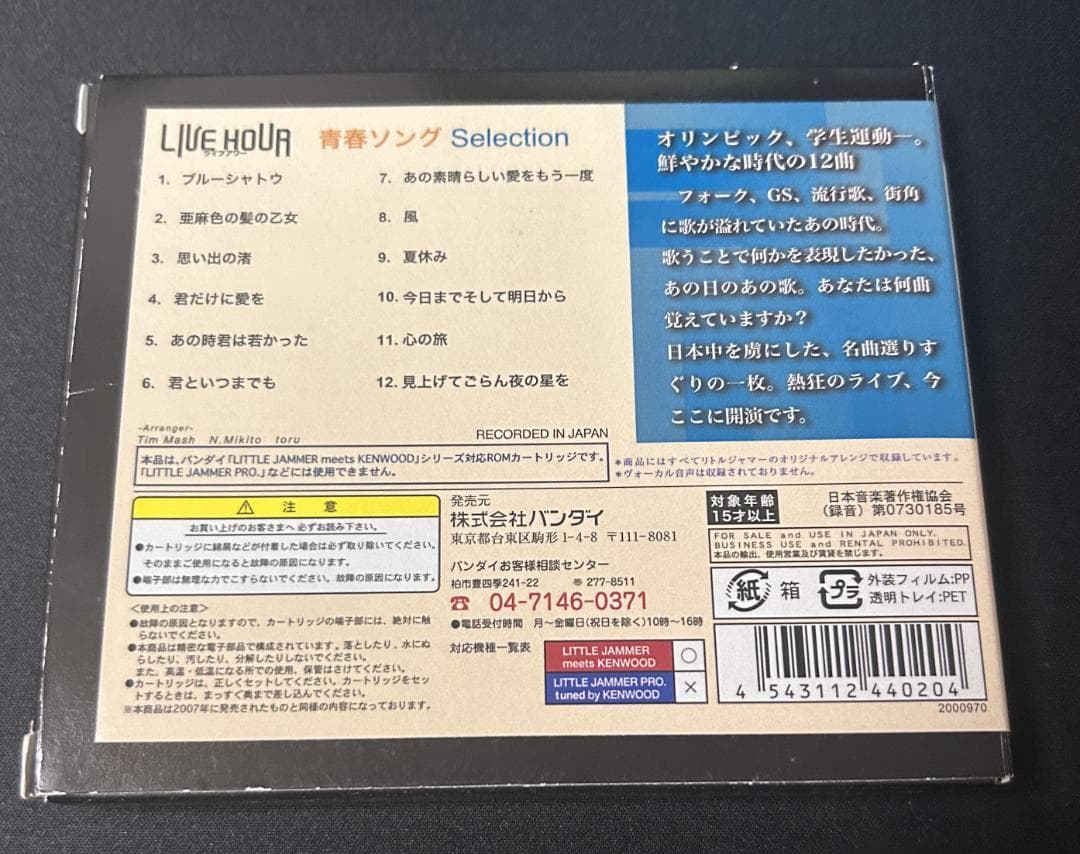 LIVE HOUR
ライブアワー
青春ソング Selection
1. ブルーシャトウ
2. 亜麻色の髪の乙女
3. 思い出の渚
4. 君だけに愛を
5. あの時君は若かった
6. 君といつまでも
7. あの素晴らしい愛をもう一度
8. 風
9. 夏休み
10. 今日までそして明日から
11. 心の旅
12. 見上げてごらん夜の星を
オリンピック、学生運動―。
鮮やかな時代の12曲
フォーク、GS、流行歌、街角
に歌が溢れていたあの時代。
歌うことで何かを表現したかった、
あの日のあの歌。あなたは何曲
覚えていますか?
日本中を虜にした、名曲選りす
ぐりの一枚。熱狂のライブ、今
ここに開演です。
-Arranger-
Tim Mash N.Mikito toru
RECORDED IN JAPAN
本品は、バンダイ「LITTLE JAMMER meets KENWOOD」シリーズ対応ROMカートリッジです。
「LITTLE JAMMER PRO.」などには使用できません。
*商品にはすべてリトルジャマーのオリジナルアレンジで収録しています。
*ヴォーカル音声は収録されておりません。
注意
お買い上げのお客さまへ 必ずお読み下さい。
●カートリッジに綿屑などが付着した場合は必ず取り除いてください。
そのままご使用になると故障の原因になります。
●端子部は無理な力でこすらないでください。故障の原因になります。
<使用上の注意>
●故障の原因となりますので、カートリッジの端子部には、絶対に触
らないでください。
●本商品は精密な電子部品で構成されています。落としたり、水にぬ
らしたり、汚したり、分解したりしないでください。
また、高温・低温になる所での使用、保管はさけてください。
●カートリッジは、正しくセットしてください。カートリッジをセッ
トするときは、まっすぐ奥まで差し込んでください。
※本商品は2007年に発売されたものと同様の内容になっております。
発売元
株式会社バンダイ
東京都台東区駒形1-4-8 〒111-8081
バンダイお客様相談センター
柏市豊四季241-22 〒277-8511
☎ 04-7146-0371
●電話受付時間 月~金曜日(祝日を除く)10時~16時
対応機種一覧表
LITTLE JAMMER
meets KENWOOD
○
LITTLE JAMMER PRO.
tuned by KENWOOD
×
対象年齢
15才以上
日本音楽著作権協会
(録音)第0730185号
FOR SALE and USE IN JAPAN ONLY.
BUSINESS USE and RENTAL PROHIBITED.
本品の輸出、使用営業及び賃貸を禁じます。
紙 箱
プラ
外装フィルム:PP
透明トレイ:PET
4 543112 440204
2000970